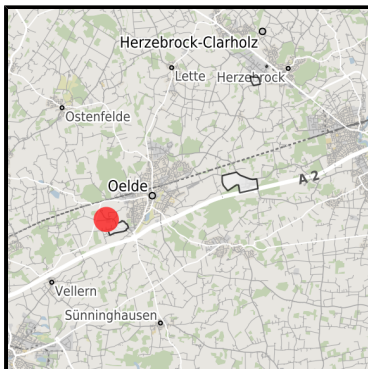 Herzebrock-Clarholz
Lette
Herzebrock
Ostenfelde
Oelde
A 2
Vellern
Sünninghausen